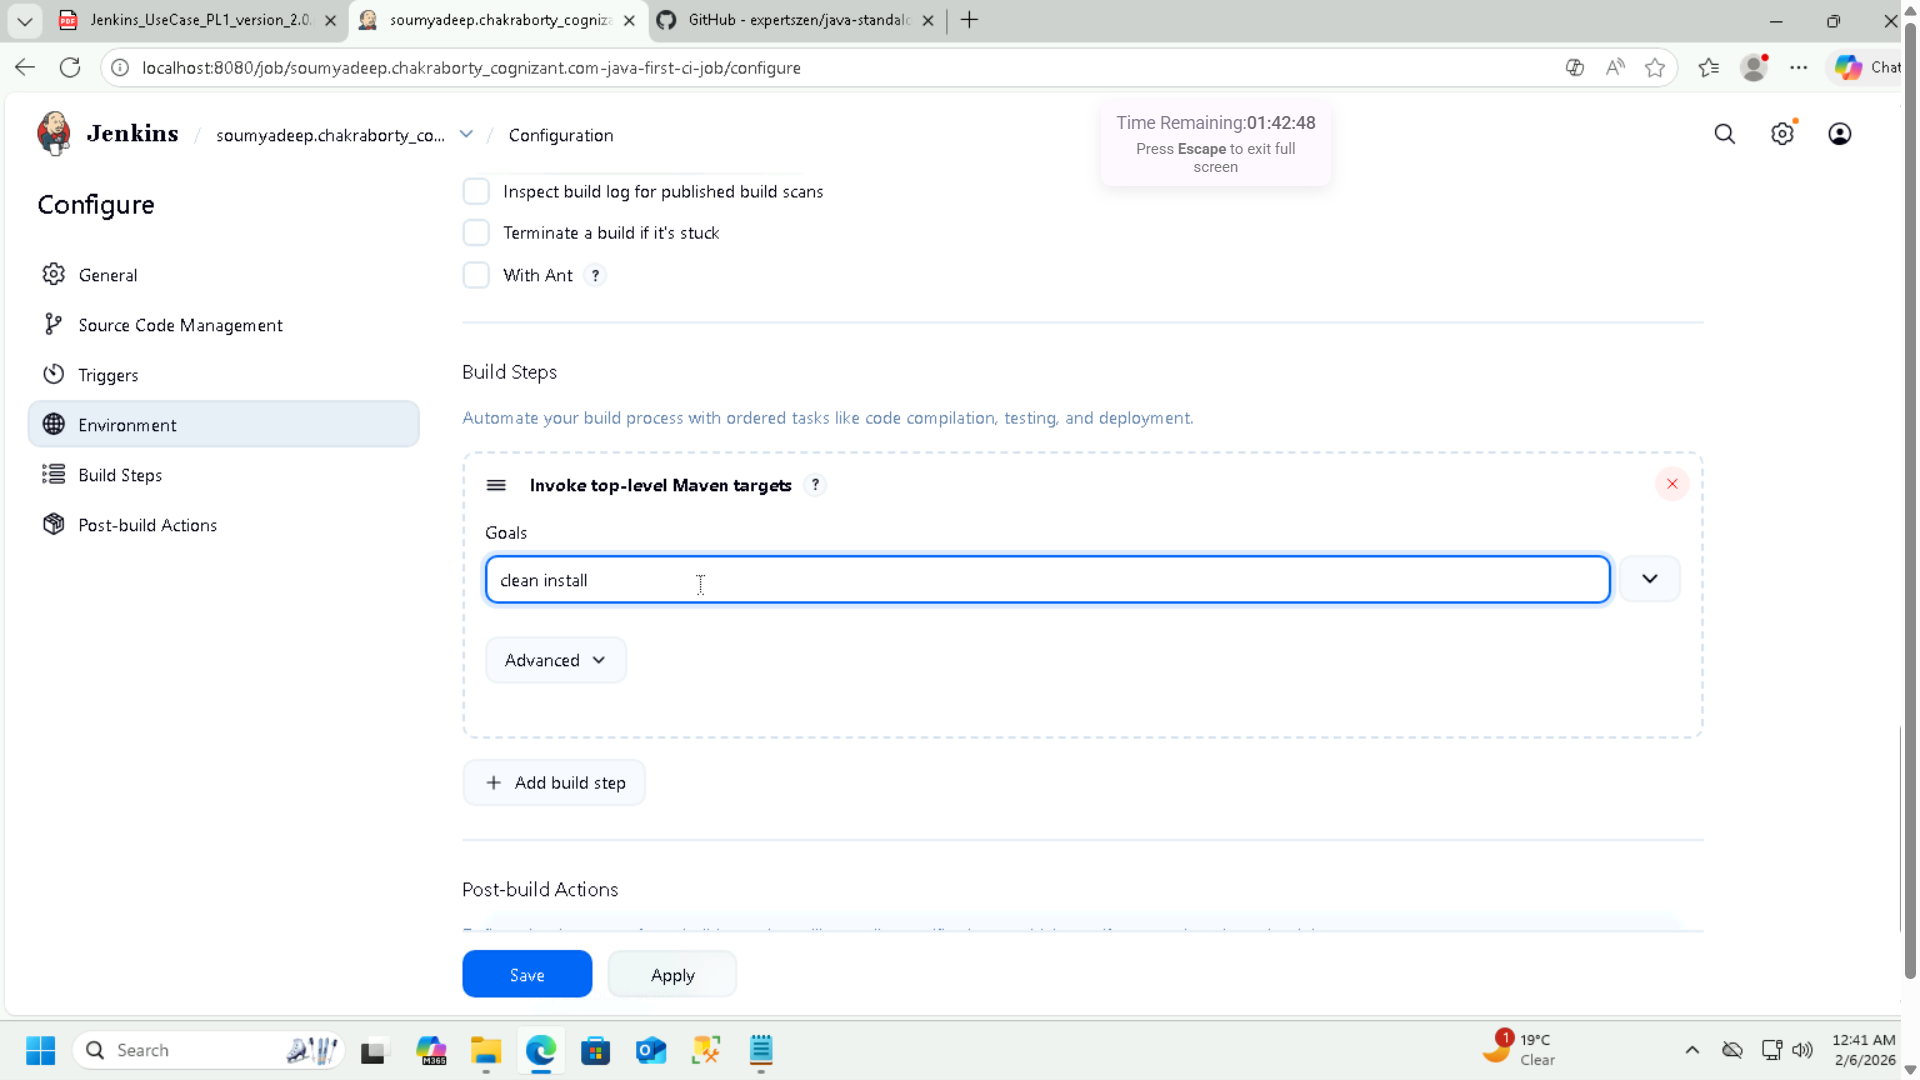 Jenkins_UseCase_PL1_version_2.0.
soumyadeep.chakraborty_cogniza
GitHub - expertszen/java-standalo
localhost:8080/job/soumyadeep.chakraborty_cognizant.com-java-first-ci-job/configure
Chat
Jenkins / soumyadeep.chakraborty_co... / Configuration
Time Remaining:01:42:48
Press Escape to exit full
screen
Configure
General
Source Code Management
Triggers
Environment
Build Steps
Post-build Actions
Inspect build log for published build scans
Terminate a build if it's stuck
With Ant ?
Build Steps
Automate your build process with ordered tasks like code compilation, testing, and deployment.
Invoke top-level Maven targets ?
Goals
clean install
Advanced
+ Add build step
Post-build Actions
Save
Apply
Search
M365
1
19°C
Clear
12:41 AM
2/6/2026